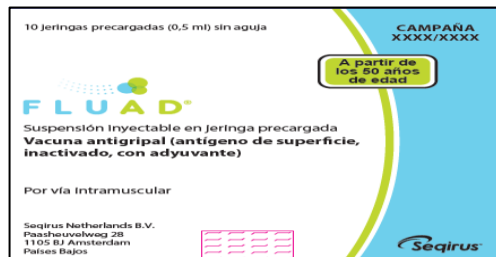 10 jeringas precargadas (0,5 ml) sin aguja
CAMPAÑA
XXXX/XXXX
A partir de
los 50 años
de edad
FLUAD®
Suspensión inyectable en jeringa precargada
Vacuna antigripal (antígeno de superficie,
inactivado, con adyuvante)
Por vía intramuscular
Seqirus Netherlands B.V.
Paasheuvelweg 28
1105 BJ Amsterdam
Países Bajos
Seqirus